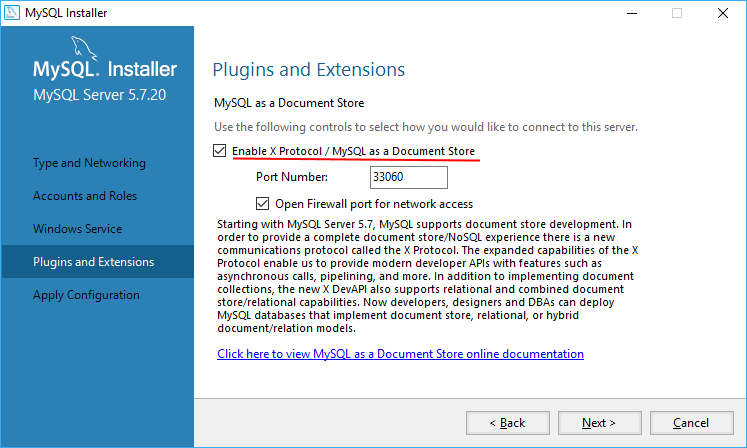 MySQL Installer
MySQL. Installer
MySQL Server 5.7.20
Type and Networking
Accounts and Roles
Windows Service
Plugins and Extensions
Apply Configuration
Plugins and Extensions
MySQL as a Document Store
Use the following controls to select how you would like to connect to this server.
Enable X Protocol / MySQL as a Document Store
Port Number: 33060
Open Firewall port for network access
Starting with MySQL Server 5.7, MySQL supports document store development. In
order to provide a complete document store/NoSQL experience there is a new
communications protocol called the X Protocol. The expanded capabilities of the X
Protocol enable us to provide modern developer APIs with features such as
asynchronous calls, pipelining, and more. In addition to implementing document
collections, the new X DevAPI also supports relational and combined document
store/relational capabilities. Now developers, designers and DBAs can deploy
MySQL databases that implement document store, relational, or hybrid
document/relation models.
Click here to view MySQL as a Document Store online documentation
< Back
Next >
Cancel